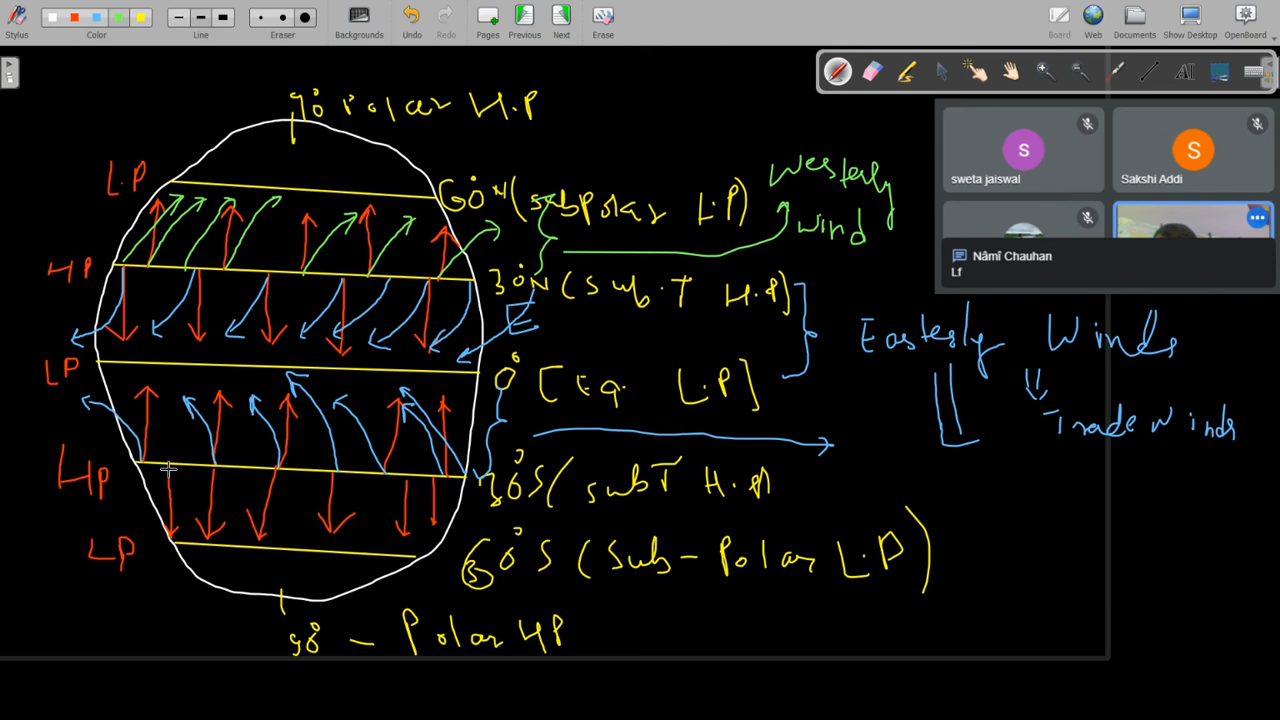 Stylus
Color
Line
Eraser
Backgrounds
Undo
Redo
Pages
Previous
Next
Erase
Board
Web
Documents
Show Desktop
OpenBoard
s
S
sweta jaiswal
Sakshi Addi
Nâmî Chauhan
Lf
90° Polar H.P
L.P
60°N (subpolar L.P)
Westerly
wind
HP
30°N (Sub.T H.P)
E
Easterly Winds
LP
0° [Eq. L.P]
Trade Winds
HP
30°S (subT H.P)
LP
60°S (Sub-Polar L.P)
90° - Polar HP